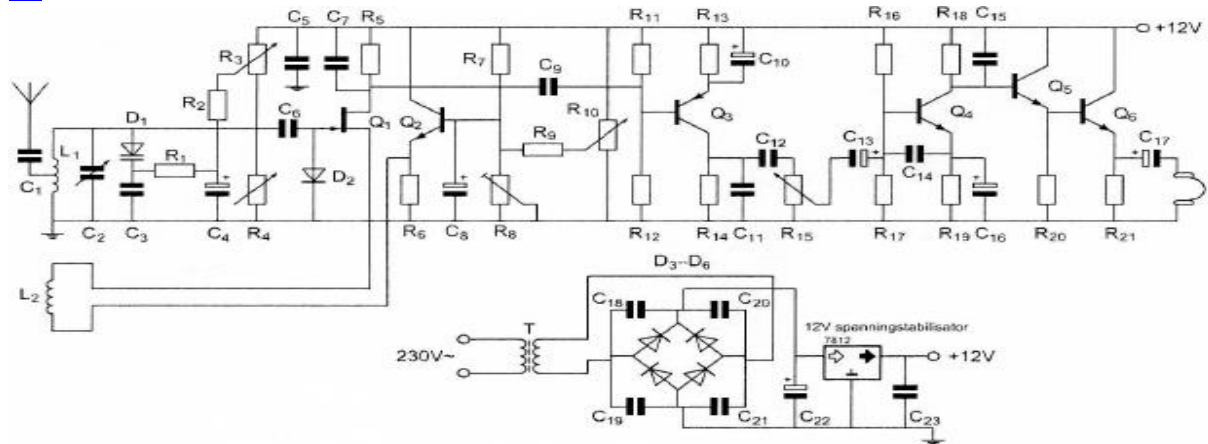 R₁₁ R₁₃ R₁₆ R₁₈ C₁₅
C₅ C₇ R₅ +12V
R₃ R₇ C₉ + C₁₀
R₂ R₁₀ Q₅
D₁ C₆ Q₁ Q₂ Q₃ Q₄ Q₆
L₁ R₁ R₉ C₁₂ C₁₃ + C₁₇ +
C₁ + D₂ + C₁₄ +
C₂ C₃ C₄ R₄ R₆ C₈ R₈ R₁₂ R₁₄ C₁₁ R₁₅ R₁₇ R₁₉ C₁₆ R₂₀ R₂₁
D₃--D₆
L₂ C₁₈ C₂₀
T 12V spanningstabilisator
7812
230V~ +12V
+
C₁₉ C₂₁ C₂₂ C₂₃